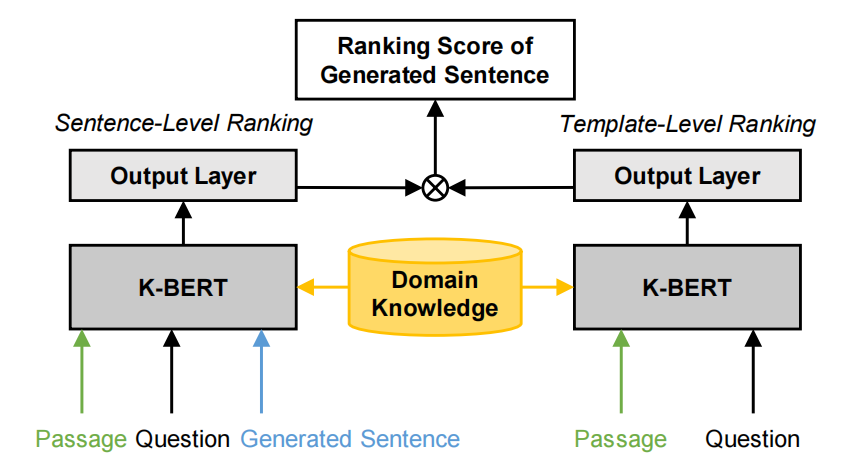 Ranking Score of
Generated Sentence
Sentence-Level Ranking
Template-Level Ranking
Output Layer
Output Layer
K-BERT
Domain
Knowledge
K-BERT
Passage
Question
Generated Sentence
Passage
Question